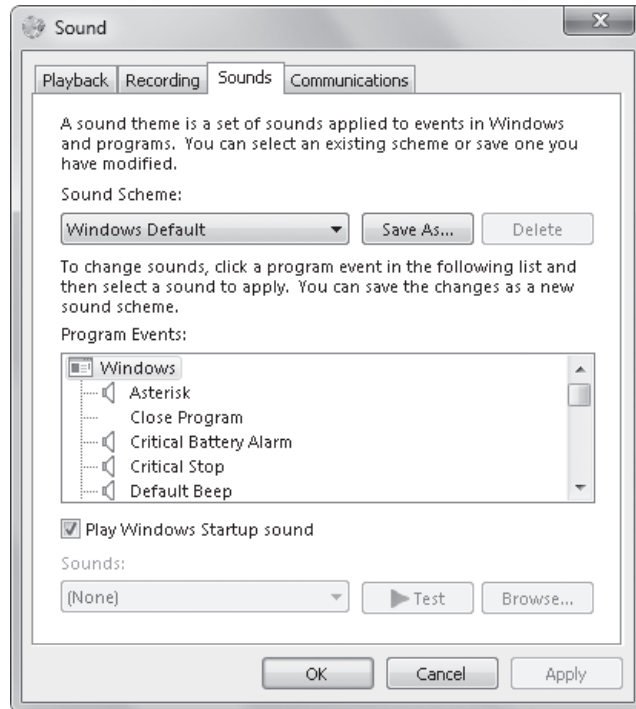 Sound
Playback Recording Sounds Communications
A sound theme is a set of sounds applied to events in Windows
and programs. You can select an existing scheme or save one you
have modified.
Sound Scheme:
Windows Default Save As... Delete
To change sounds, click a program event in the following list and
then select a sound to apply. You can save the changes as a new
sound scheme.
Program Events:
Windows
Asterisk
Close Program
Critical Battery Alarm
Critical Stop
Default Beep
Play Windows Startup sound
Sounds:
(None) Test Browse...
OK Cancel Apply